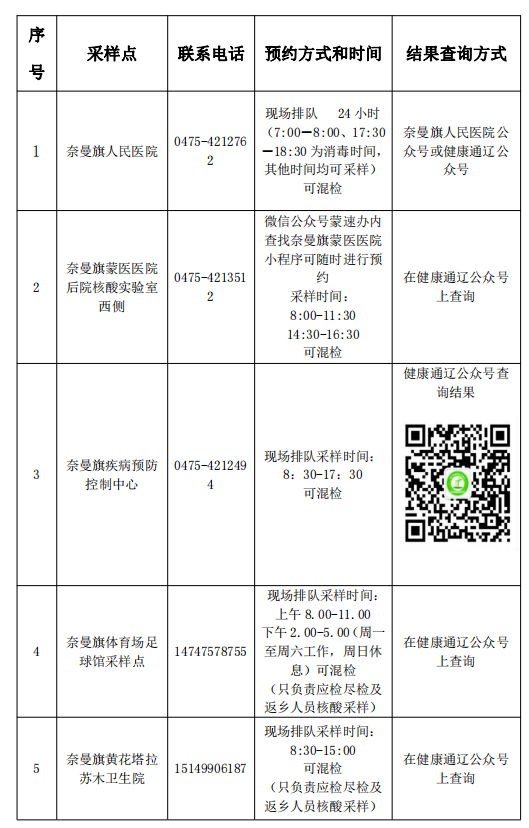 序
号
采样点
联系电话
预约方式和时间
结果查询方式
1
奈曼旗人民医院
0475-421276
2
现场排队 24 小时
（7:00—8:00、17:30
—18:30 为消毒时间，
其他时间均可采样）
可混检
奈曼旗人民医院公
众号或健康通辽公
众号
2
奈曼旗蒙医医院
后院核酸实验室
西侧
0475-421351
2
微信公众号蒙速办内
查找奈曼旗蒙医医院
小程序可随时进行预
约
采样时间：
8:00-11:30
14:30-16:30
可混检
在健康通辽公众号
上查询
3
奈曼旗疾病预防
控制中心
0475-421249
4
现场排队采样时间：
8：30-17：30
可混检
健康通辽公众号查
询结果
4
奈曼旗体育场足
球馆采样点
14747578755
现场排队采样时间：
上午 8.00-11.00
下午 2.00-5.00（周一
至周六工作，周日休
息）可混检
（只负责应检尽检及
返乡人员核酸采样）
在健康通辽公众号
上查询
5
奈曼旗黄花塔拉
苏木卫生院
15149906187
现场排队采样时间：
8:30-15:00
可混检
（只负责应检尽检及
返乡人员核酸采样）
在健康通辽公众号
上查询